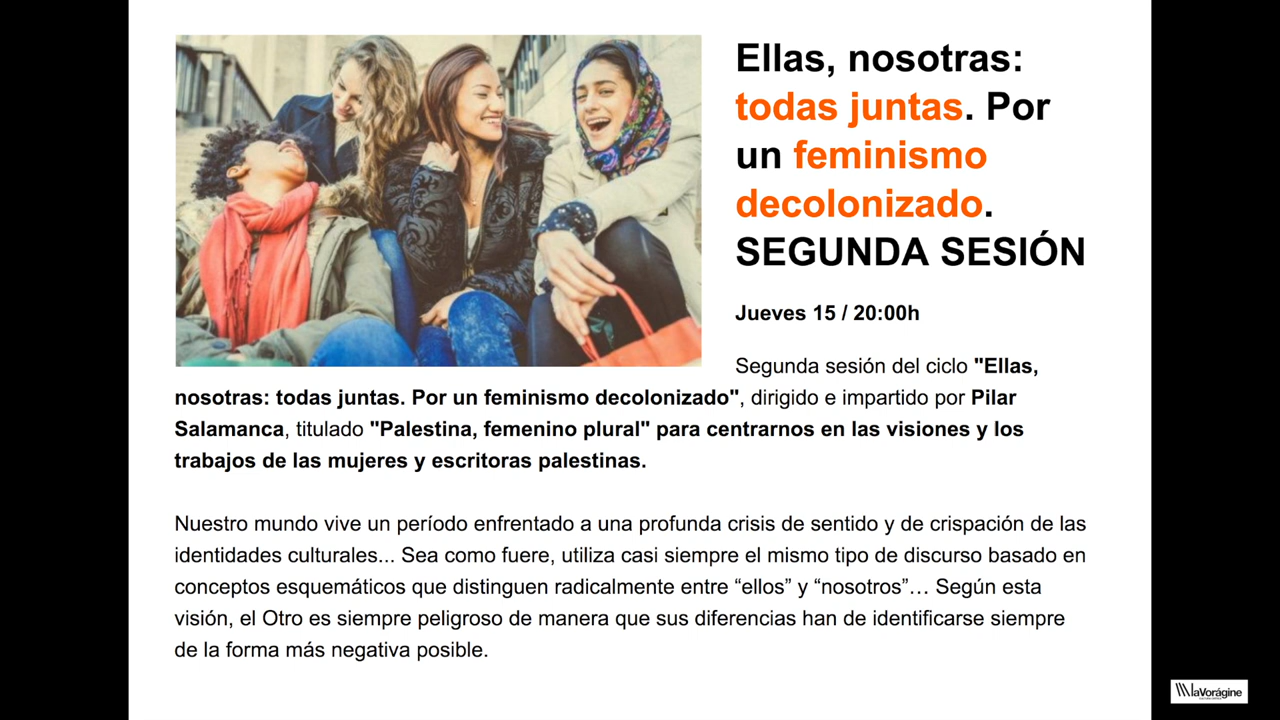 Ellas, nosotras:
todas juntas. Por
un feminismo
decolonizado.
SEGUNDA SESIÓN
Jueves 15 / 20:00h
Segunda sesión del ciclo "Ellas,
nosotras: todas juntas. Por un feminismo decolonizado", dirigido e impartido por Pilar
Salamanca, titulado "Palestina, femenino plural" para centrarnos en las visiones y los
trabajos de las mujeres y escritoras palestinas.
Nuestro mundo vive un período enfrentado a una profunda crisis de sentido y de crispación de las
identidades culturales... Sea como fuere, utiliza casi siempre el mismo tipo de discurso basado en
conceptos esquemáticos que distinguen radicalmente entre “ellos” y “nosotros”… Según esta
visión, el Otro es siempre peligroso de manera que sus diferencias han de identificarse siempre
de la forma más negativa posible.
laVorágine